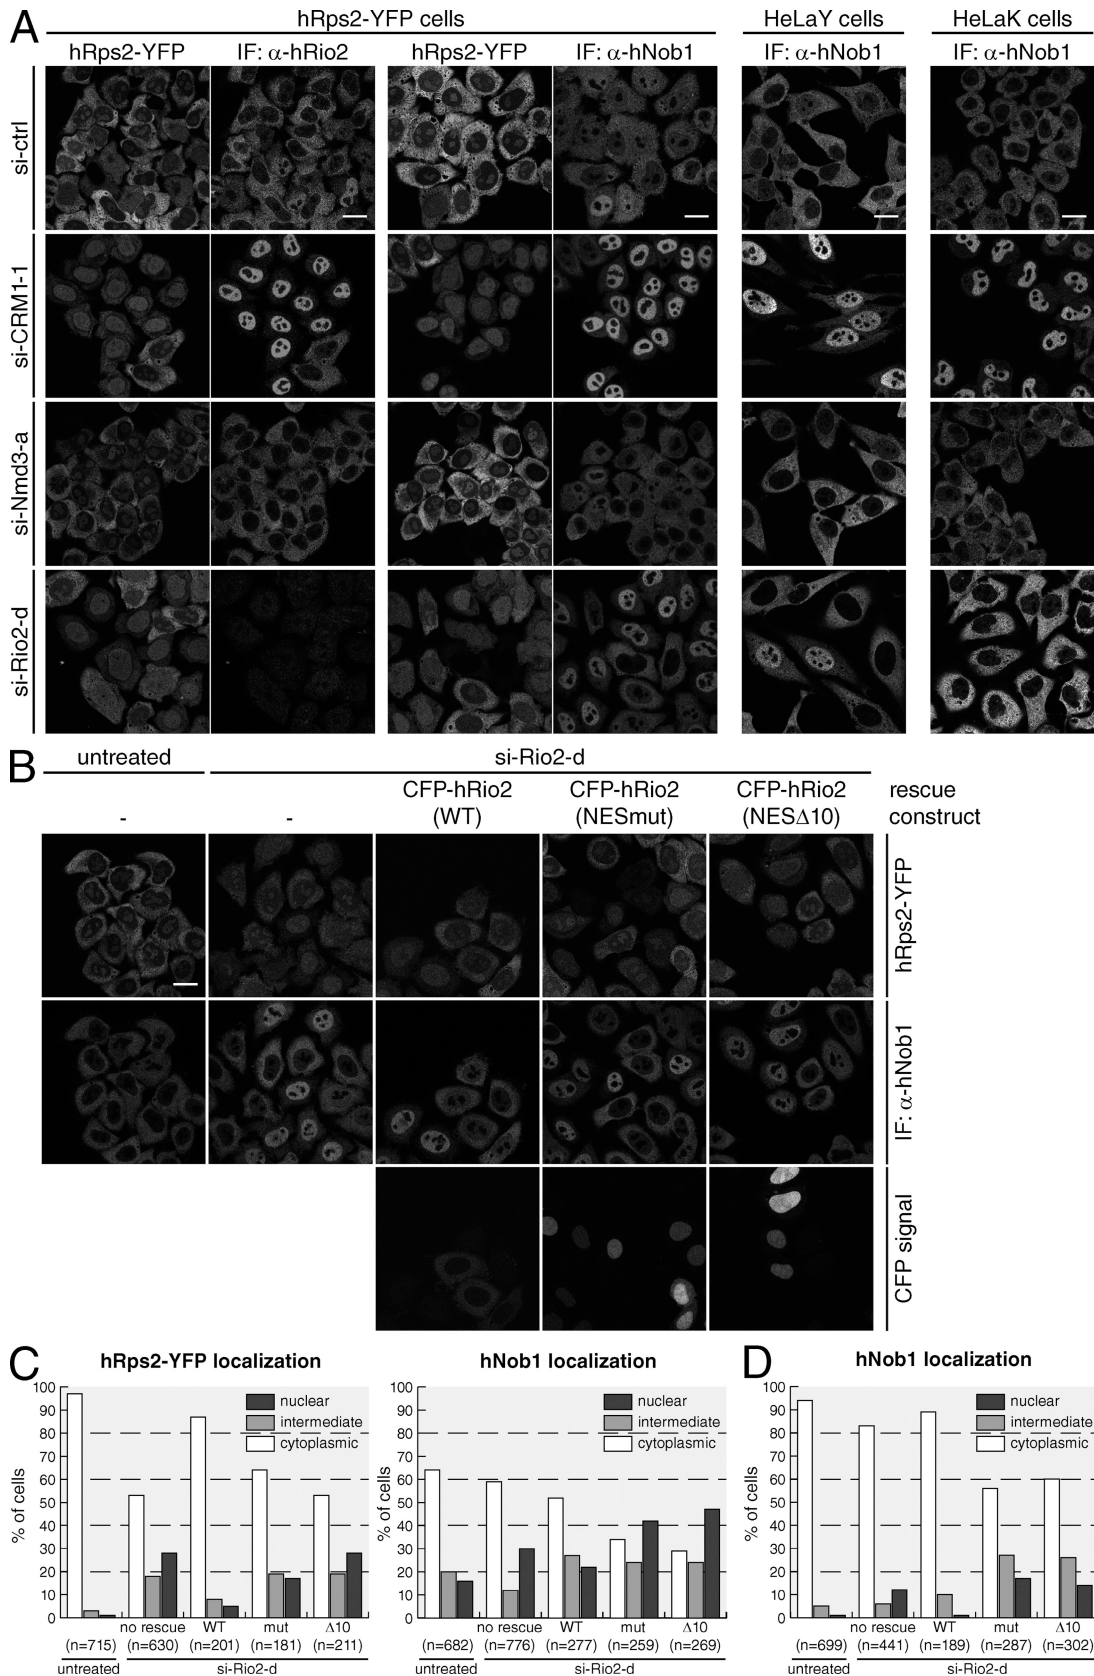 A
hRps2-YFP cells
HeLaY cells
HeLaK cells
hRps2-YFP
IF: α-hRio2
hRps2-YFP
IF: α-hNob1
IF: α-hNob1
IF: α-hNob1
si-ctrl
si-CRM1-1
si-Nmd3-a
si-Rio2-d
B
untreated
si-Rio2-d
-
-
CFP-hRio2
(WT)
CFP-hRio2
(NESmut)
CFP-hRio2
(NESΔ10)
rescue
construct
hRps2-YFP
IF: α-hNob1
CFP signal
C
hRps2-YFP localization
% of cells
100
90
80
70
60
50
40
30
20
10
0
nuclear
intermediate
cytoplasmic
no rescue
WT
mut
Δ10
(n=715)
(n=630)
(n=201)
(n=181)
(n=211)
untreated
si-Rio2-d
hNob1 localization
% of cells
100
90
80
70
60
50
40
30
20
10
0
nuclear
intermediate
cytoplasmic
no rescue
WT
mut
Δ10
(n=682)
(n=776)
(n=277)
(n=259)
(n=269)
untreated
si-Rio2-d
D
hNob1 localization
% of cells
100
90
80
70
60
50
40
30
20
10
0
nuclear
intermediate
cytoplasmic
no rescue
WT
mut
Δ10
(n=699)
(n=441)
(n=189)
(n=287)
(n=302)
untreated
si-Rio2-d